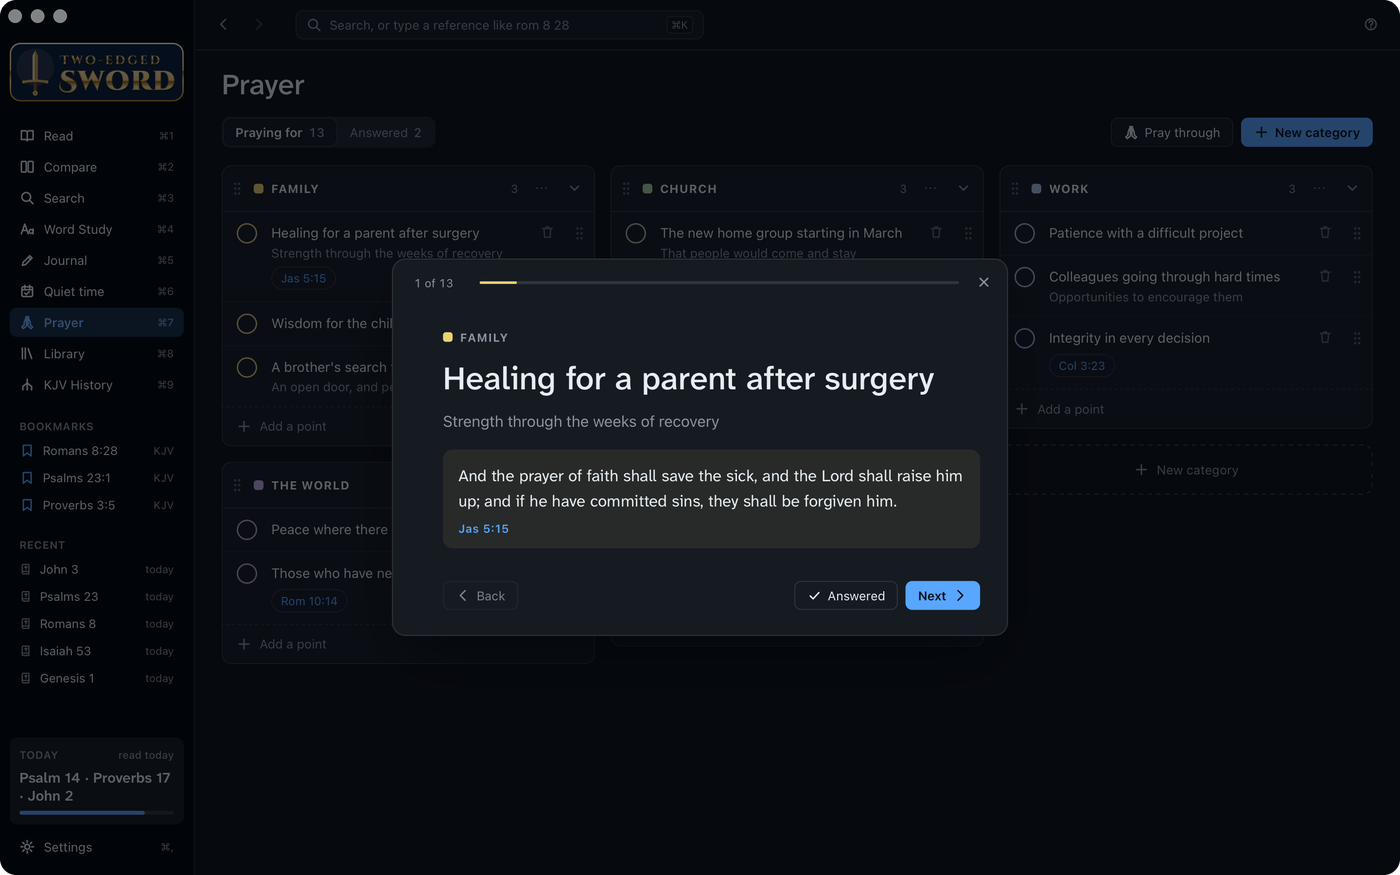 TWO-EDGED
SWORD
Read ⌘1
Compare ⌘2
Search ⌘3
Word Study ⌘4
Journal ⌘5
Quiet time ⌘6
Prayer ⌘7
Library ⌘8
KJV History ⌘9
BOOKMARKS
Romans 8:28 KJV
Psalms 23:1 KJV
Proverbs 3:5 KJV
RECENT
John 3 today
Psalms 23 today
Romans 8 today
Isaiah 53 today
Genesis 1 today
TODAY read today
Psalm 14 · Proverbs 17
· John 2
Settings ⌘,
Search, or type a reference like rom 8 28 ⌘K
Prayer
Praying for 13 Answered 2
Pray through
New category
FAMILY 3
Healing for a parent after surgery
Strength through the weeks of recovery
Jas 5:15
Wisdom for the chil
A brother's search
An open door, and pe
Add a point
THE WORLD
Peace where there
Those who have ne
Rom 10:14
Add a point
CHURCH 3
The new home group starting in March
That people would come and stay
WORK 3
Patience with a difficult project
Colleagues going through hard times
Opportunities to encourage them
Integrity in every decision
Col 3:23
Add a point
New category
1 of 13
FAMILY
Healing for a parent after surgery
Strength through the weeks of recovery
And the prayer of faith shall save the sick, and the Lord shall raise him
up; and if he have committed sins, they shall be forgiven him.
Jas 5:15
Back
Answered
Next